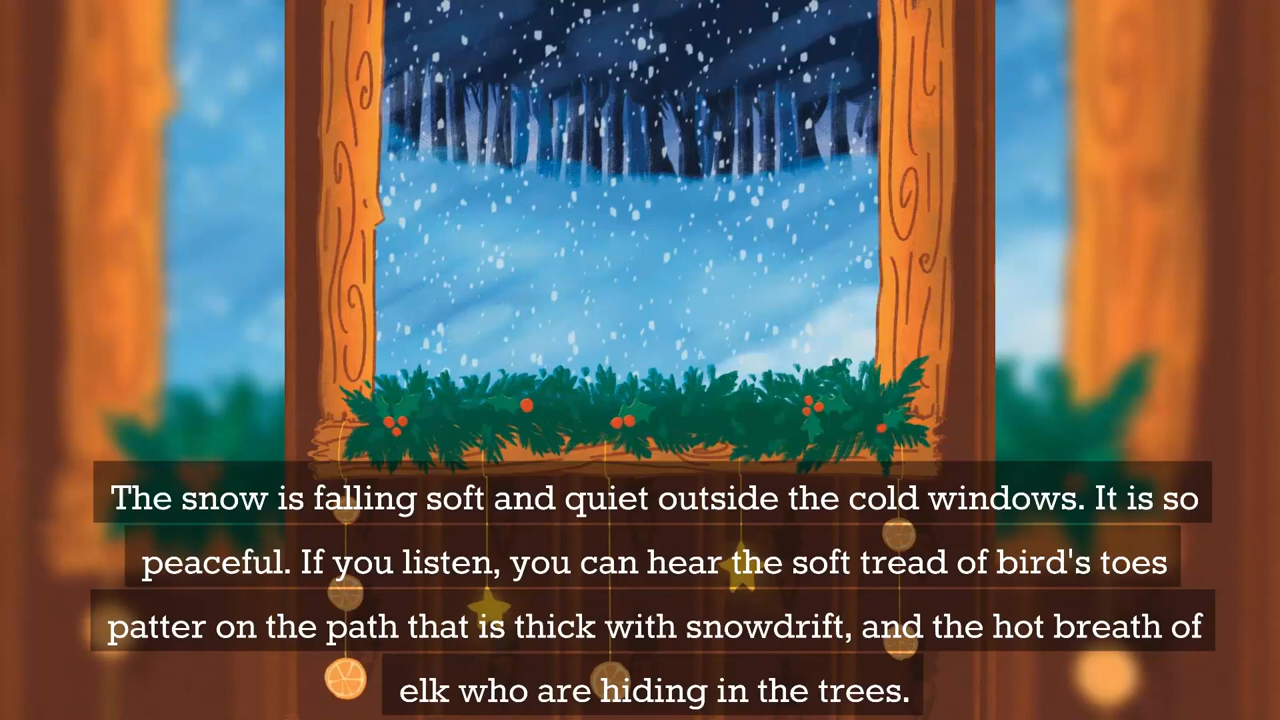 The snow is falling soft and quiet outside the cold windows. It is so
peaceful. If you listen, you can hear the soft tread of bird's toes
patter on the path that is thick with snowdrift, and the hot breath of
elk who are hiding in the trees.